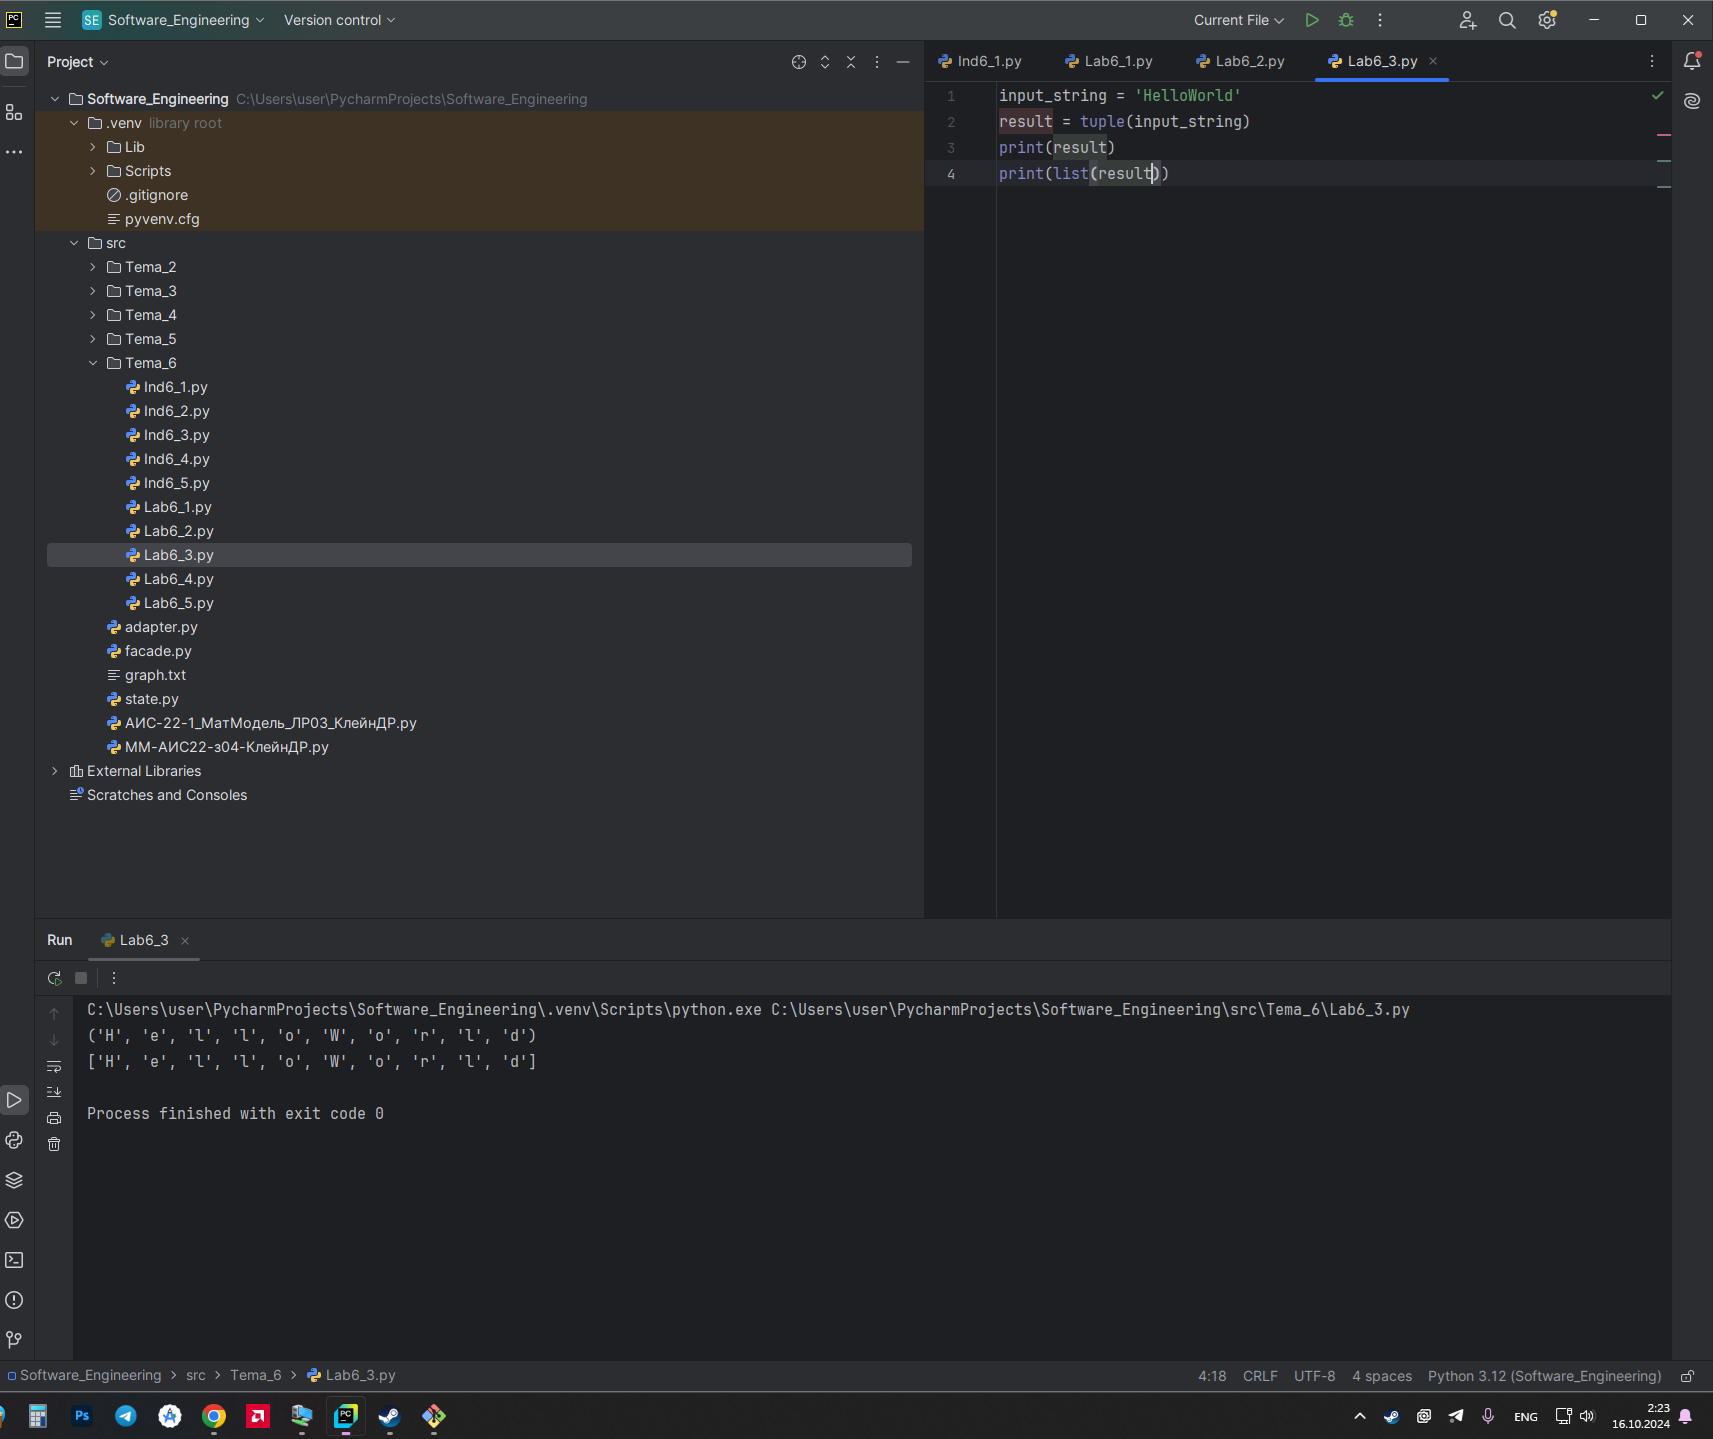 PC
SE Software_Engineering Version control Current File
Project
Ind6_1.py Lab6_1.py Lab6_2.py Lab6_3.py
Software_Engineering C:\Users\user\PycharmProjects\Software_Engineering
.venv library root
Lib
Scripts
.gitignore
pyvenv.cfg
src
Tema_2
Tema_3
Tema_4
Tema_5
Tema_6
Ind6_1.py
Ind6_2.py
Ind6_3.py
Ind6_4.py
Ind6_5.py
Lab6_1.py
Lab6_2.py
Lab6_3.py
Lab6_4.py
Lab6_5.py
adapter.py
facade.py
graph.txt
state.py
АИС-22-1_МатМодель_ЛР03_КлейнДР.py
ММ-АИС22-з04-КлейнДР.py
External Libraries
Scratches and Consoles
1 input_string = 'HelloWorld'
2 result = tuple(input_string)
3 print(result)
4 print(list(result))
Run Lab6_3
C:\Users\user\PycharmProjects\Software_Engineering\.venv\Scripts\python.exe C:\Users\user\PycharmProjects\Software_Engineering\src\Tema_6\Lab6_3.py
('H', 'e', 'l', 'l', 'o', 'W', 'o', 'r', 'l', 'd')
['H', 'e', 'l', 'l', 'o', 'W', 'o', 'r', 'l', 'd']
Process finished with exit code 0
Software_Engineering > src > Tema_6 > Lab6_3.py 4:18 CRLF UTF-8 4 spaces Python 3.12 (Software_Engineering)
Ps PC ENG 2:23
16.10.2024